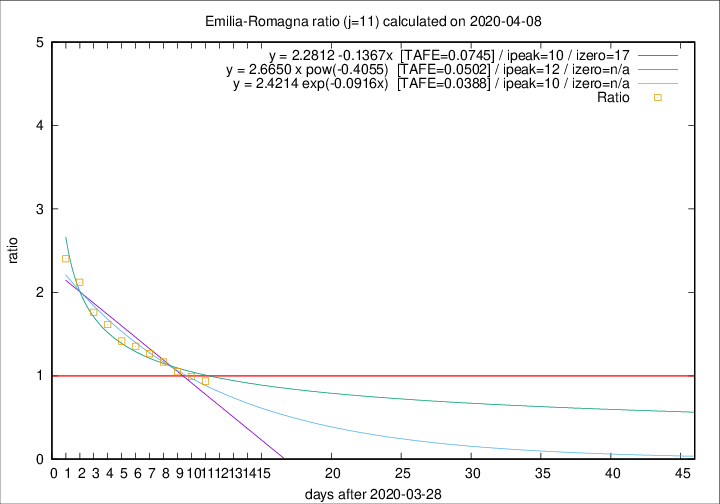 Emilia-Romagna ratio (j=11) calculated on 2020-04-08
y = 2.2812 -0.1367x [TAFE=0.0745] / ipeak=10 / izero=17
y = 2.6650 x pow(-0.4055) [TAFE=0.0502] / ipeak=12 / izero=n/a
y = 2.4214 exp(-0.0916x) [TAFE=0.0388] / ipeak=10 / izero=n/a
Ratio
5
4
3
2
1
0
ratio
0 1 2 3 4 5 6 7 8 9 10 11 12 13 14 15 20 25 30 35 40 45
days after 2020-03-28